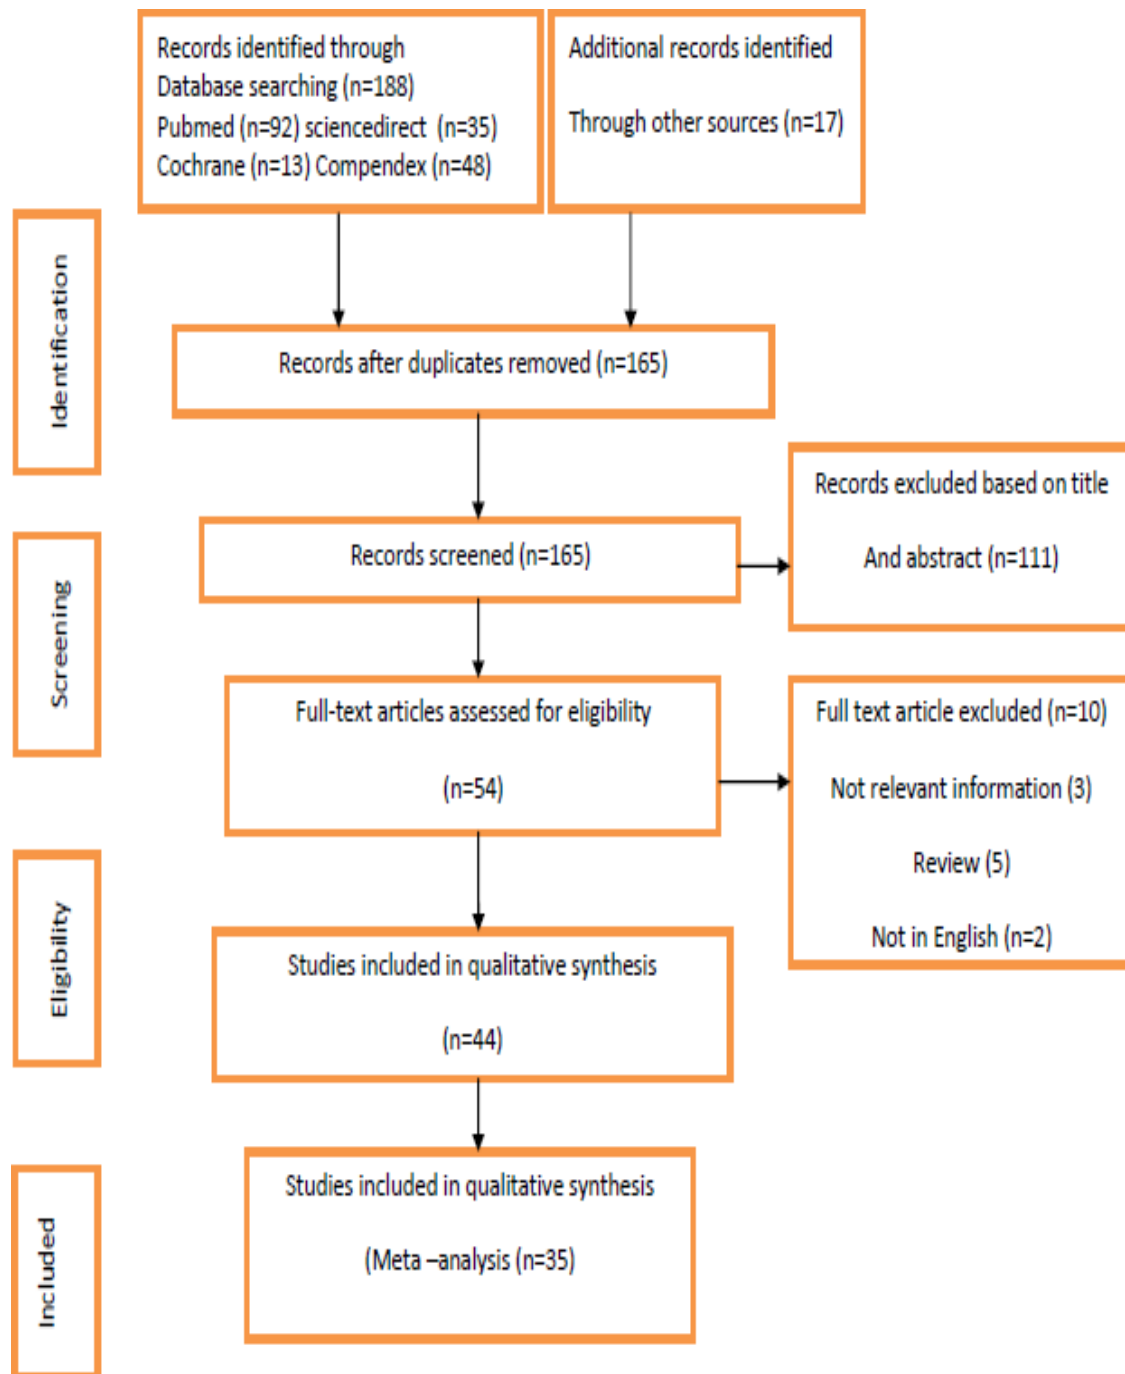 Records identified through
Database searching (n=188)
Pubmed (n=92) sciencedirect (n=35)
Cochrane (n=13) Compendex (n=48)
Additional records identified
Through other sources (n=17)
Identification
Records after duplicates removed (n=165)
Records excluded based on title
And abstract (n=111)
Screening
Records screened (n=165)
Full-text articles assessed for eligibility
(n=54)
Full text article excluded (n=10)
Not relevant information (3)
Review (5)
Not in English (n=2)
Eligibility
Studies included in qualitative synthesis
(n=44)
Included
Studies included in qualitative synthesis
(Meta –analysis (n=35)